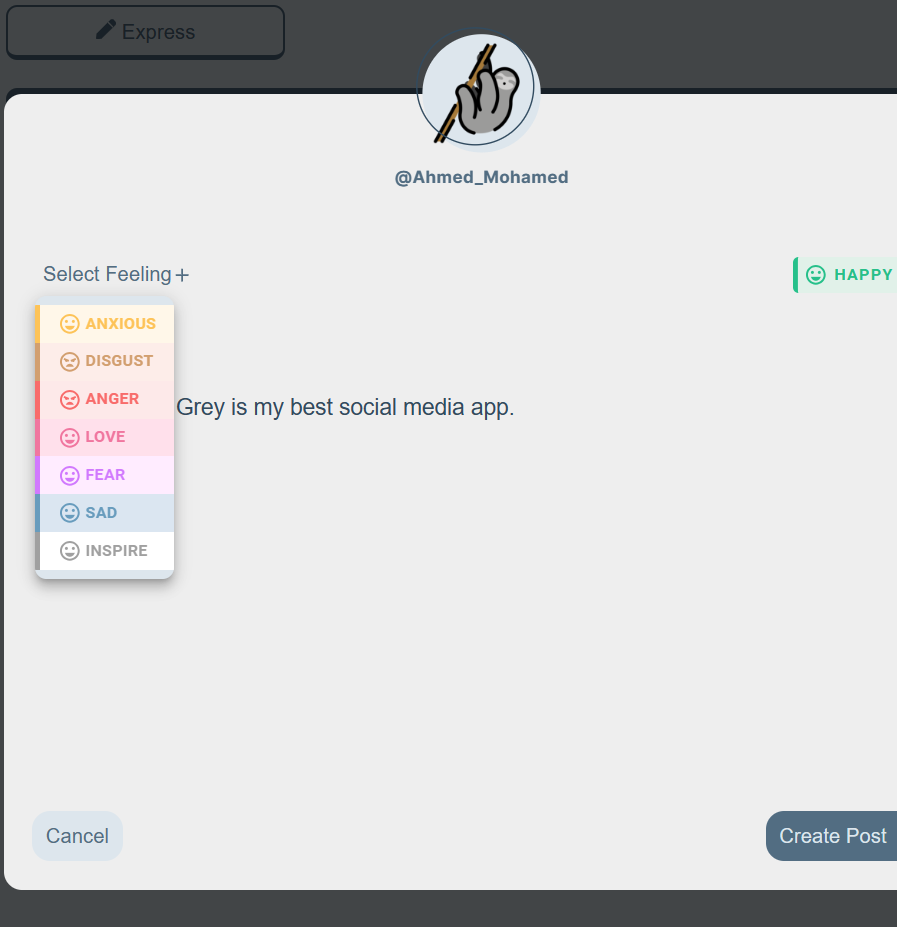 Express
@Ahmed_Mohamed
Select Feeling+
HAPPY
ANXIOUS
DISGUST
ANGER
Grey is my best social media app.
LOVE
FEAR
SAD
INSPIRE
Cancel
Create Post